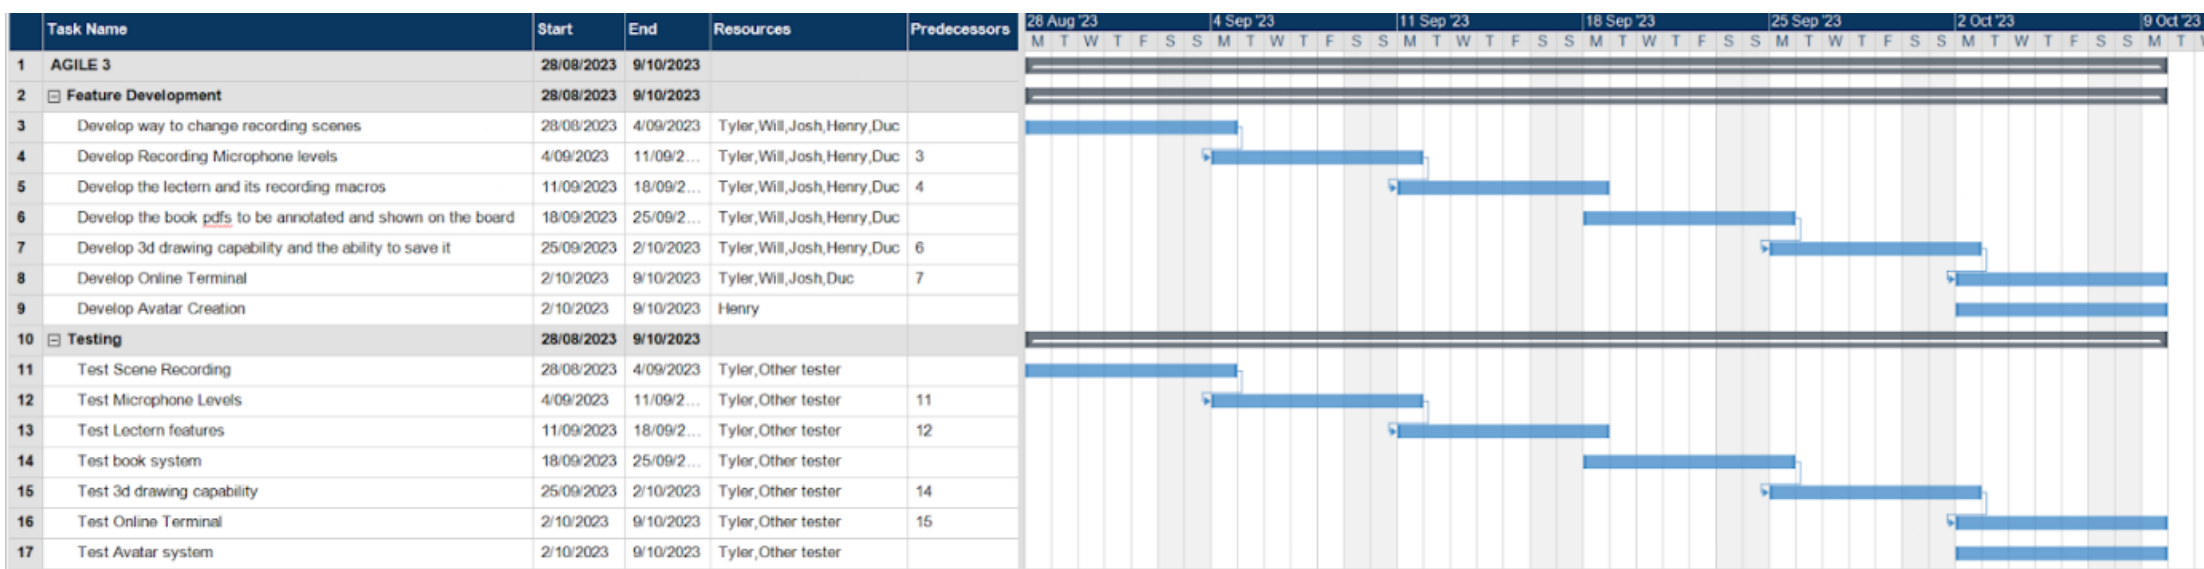 Task Name Start End Resources Predecessors 28 Aug '23 4 Sep '23 11 Sep '23 18 Sep '23 25 Sep '23 2 Oct '23 9 Oct '23
M T W T F S S M T W T F S S M T W T F S S M T W T F S S M T W T F S S M T W T F S S M T
1 AGILE 3 28/08/2023 9/10/2023
2 Feature Development 28/08/2023 9/10/2023
3 Develop way to change recording scenes 28/08/2023 4/09/2023 Tyler,Will,Josh,Henry,Duc
4 Develop Recording Microphone levels 4/09/2023 11/09/2... Tyler,Will,Josh,Henry,Duc 3
5 Develop the lectern and its recording macros 11/09/2023 18/09/2... Tyler,Will,Josh,Henry,Duc 4
6 Develop the book pdfs to be annotated and shown on the board 18/09/2023 25/09/2... Tyler,Will,Josh,Henry,Duc
7 Develop 3d drawing capability and the ability to save it 25/09/2023 2/10/2023 Tyler,Will,Josh,Henry,Duc 6
8 Develop Online Terminal 2/10/2023 9/10/2023 Tyler,Will,Josh,Duc 7
9 Develop Avatar Creation 2/10/2023 9/10/2023 Henry
10 Testing 28/08/2023 9/10/2023
11 Test Scene Recording 28/08/2023 4/09/2023 Tyler,Other tester
12 Test Microphone Levels 4/09/2023 11/09/2... Tyler,Other tester 11
13 Test Lectern features 11/09/2023 18/09/2... Tyler,Other tester 12
14 Test book system 18/09/2023 25/09/2... Tyler,Other tester
15 Test 3d drawing capability 25/09/2023 2/10/2023 Tyler,Other tester 14
16 Test Online Terminal 2/10/2023 9/10/2023 Tyler,Other tester 15
17 Test Avatar system 2/10/2023 9/10/2023 Tyler,Other tester